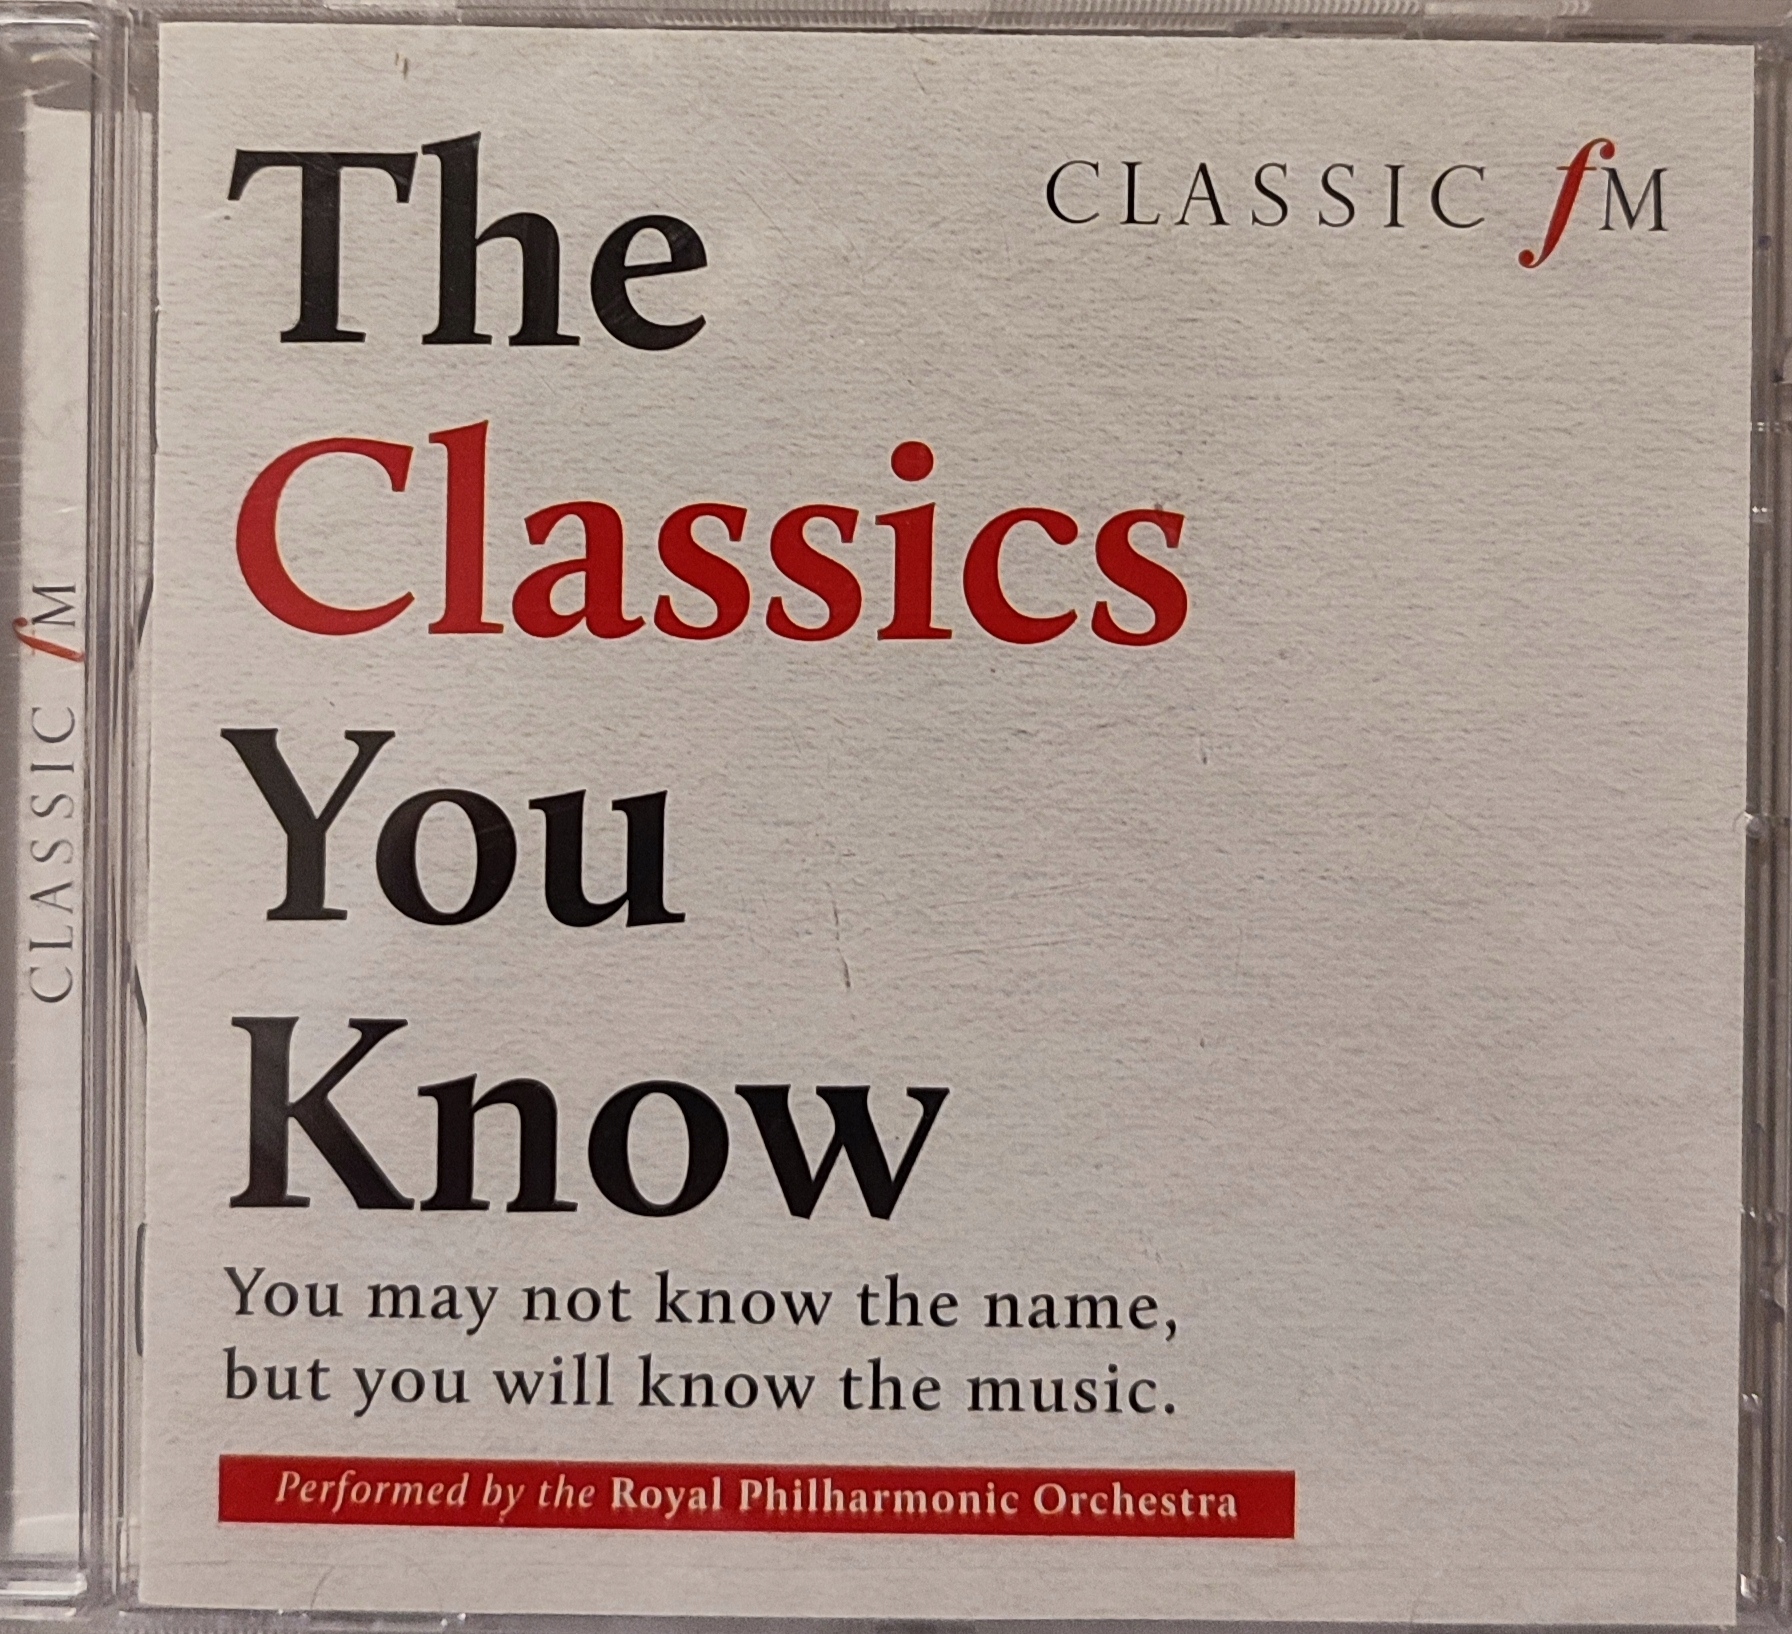 The
CLASSIC fM
Classics
You
Know
You may not know the name,
but you will know the music.
Performed by the Royal Philharmonic Orchestra
CLASSIC fM